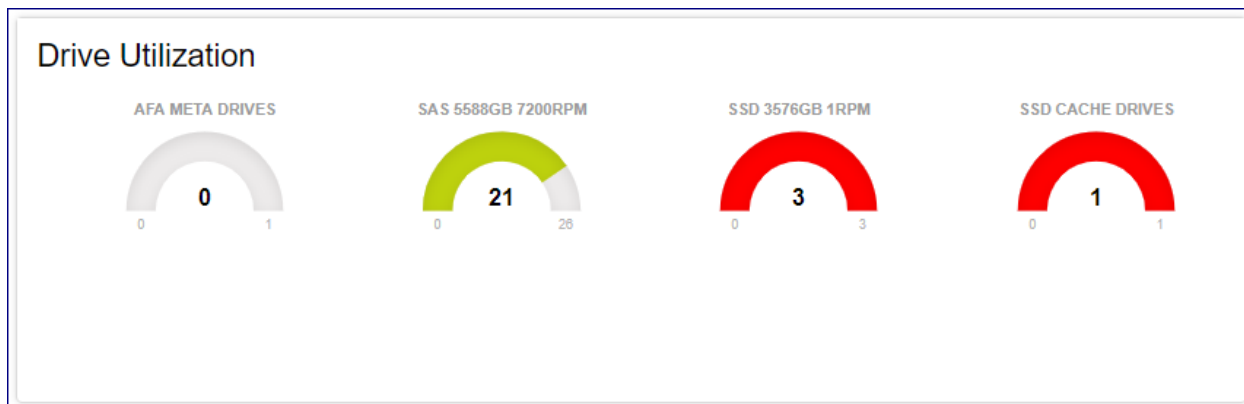 Drive Utilization
AFA META DRIVES
0
0 1
SAS 5588GB 7200RPM
21
0 26
SSD 3576GB 1RPM
3
0 3
SSD CACHE DRIVES
1
0 1